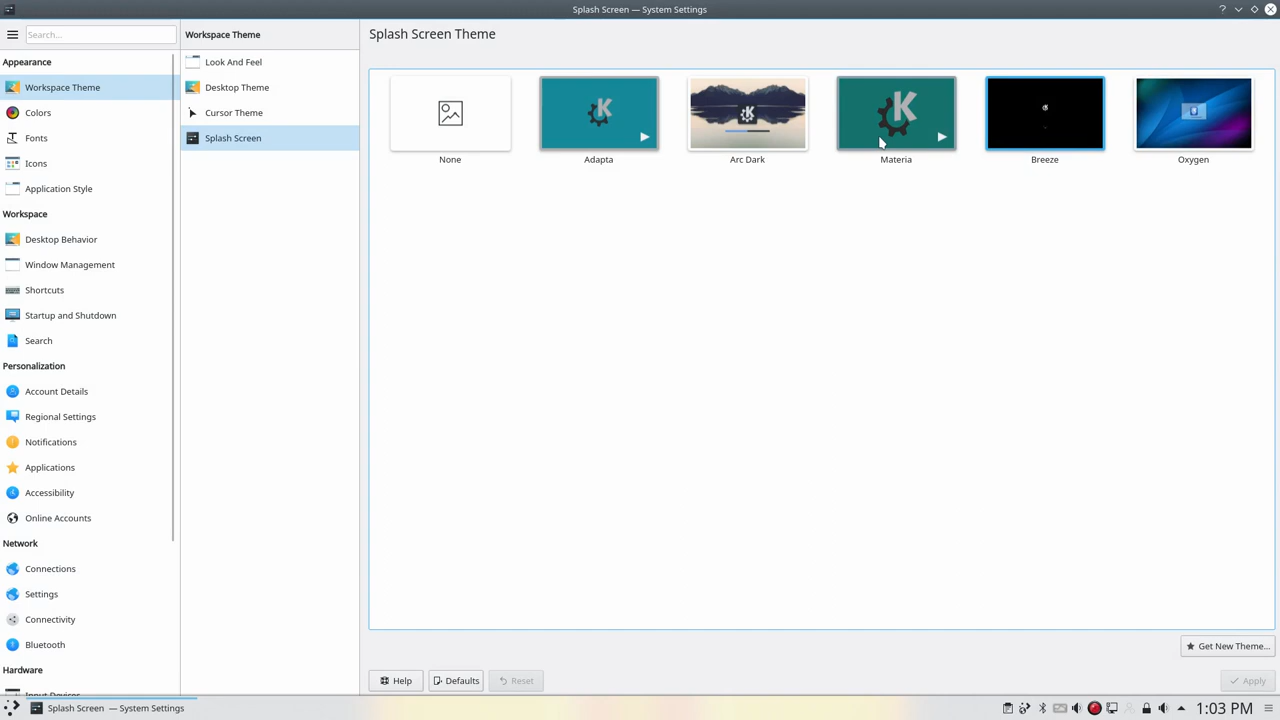 Splash Screen — System Settings
Search...
Appearance
Workspace Theme
Colors
Fonts
Icons
Application Style
Workspace
Desktop Behavior
Window Management
Shortcuts
Startup and Shutdown
Search
Personalization
Account Details
Regional Settings
Notifications
Applications
Accessibility
Online Accounts
Network
Connections
Settings
Connectivity
Bluetooth
Hardware
Input Devices
Workspace Theme
Look And Feel
Desktop Theme
Cursor Theme
Splash Screen
Splash Screen Theme
None
Adapta
Arc Dark
Materia
Breeze
Oxygen
Get New Theme...
Help
Defaults
Reset
Apply
Splash Screen — System Settings
1:03 PM